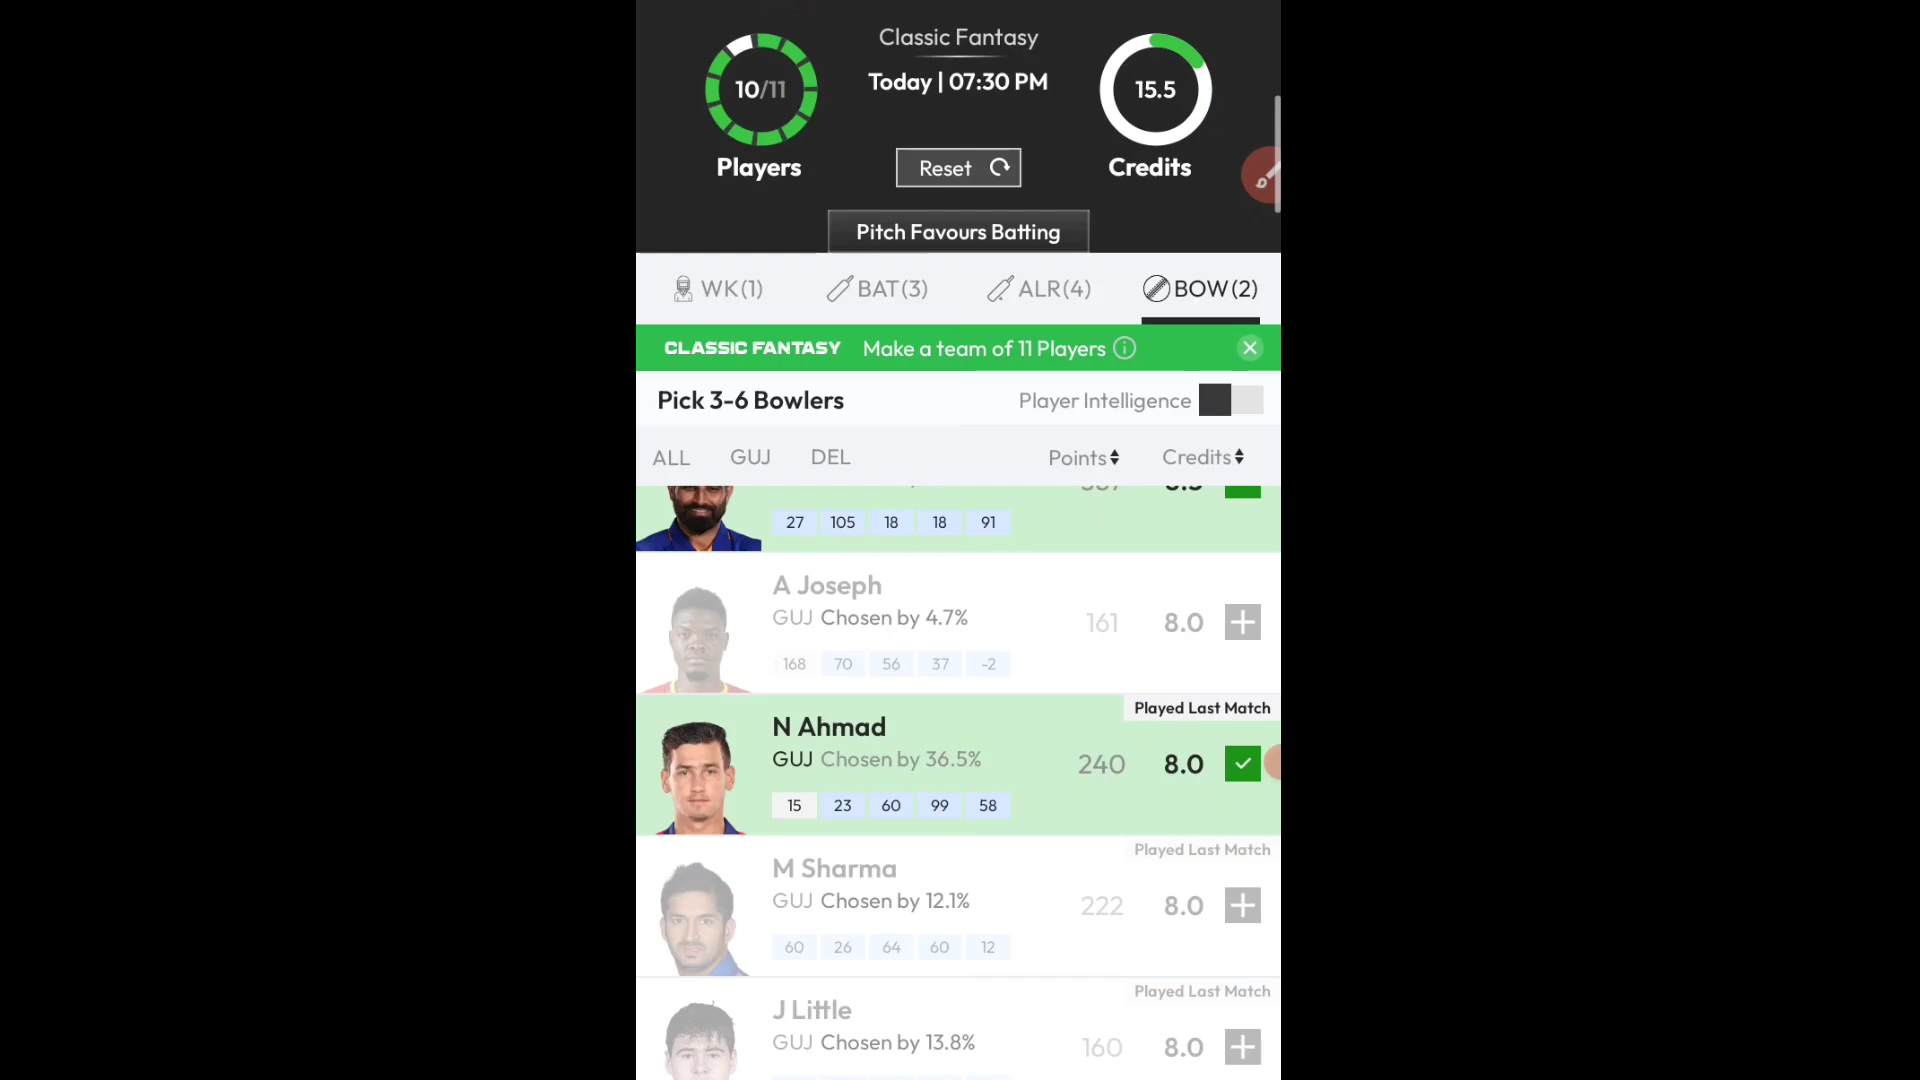 Classic Fantasy
Today | 07:30 PM
10/11
15.5
Players
Reset
Credits
Pitch Favours Batting
WK(1) BAT(3) ALR(4) BOW(2)
CLASSIC FANTASY Make a team of 11 Players
Pick 3-6 Bowlers Player Intelligence
ALL GUJ DEL Points Credits
27 105 18 18 91
A Joseph
GUJ Chosen by 4.7% 161 8.0
168 70 56 37 -2
Played Last Match
N Ahmad
GUJ Chosen by 36.5% 240 8.0
15 23 60 99 58
Played Last Match
M Sharma
GUJ Chosen by 12.1% 222 8.0
60 26 64 60 12
Played Last Match
J Little
GUJ Chosen by 13.8% 160 8.0